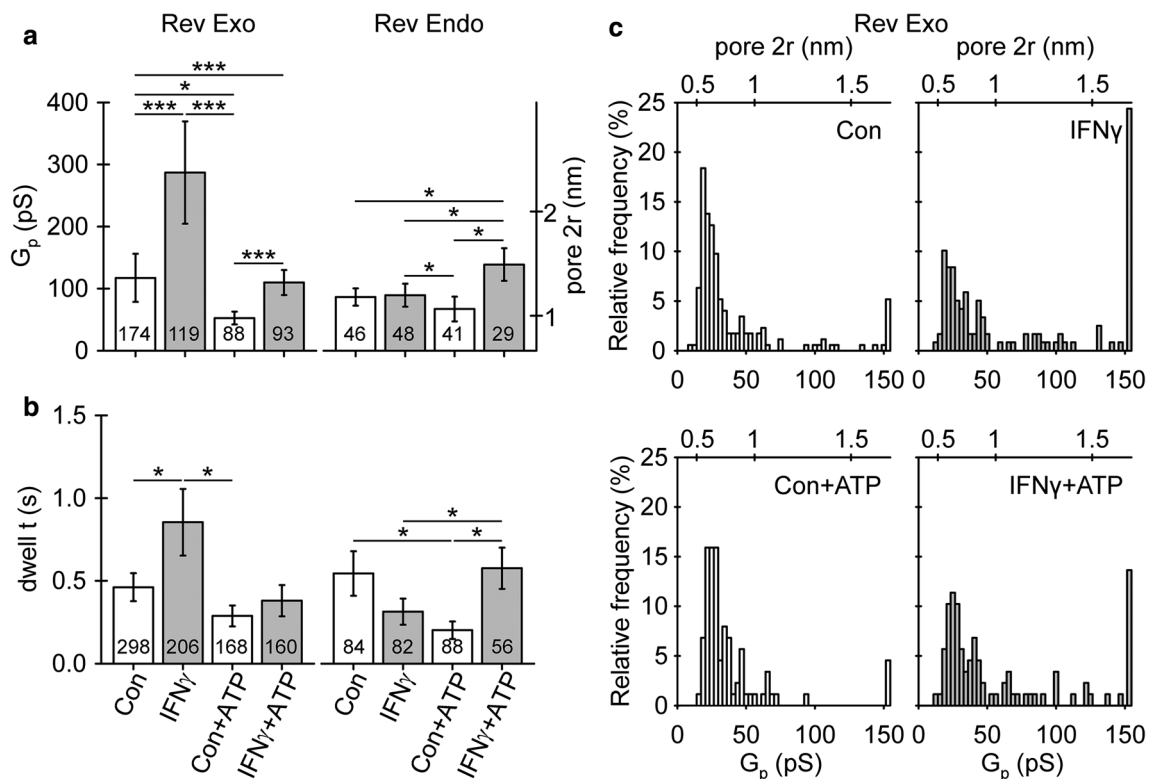 a
Rev Exo
Rev Endo
*** 
*
*** ***
***
*
*
*
*
400
300
200
100
0
Gp (pS)
174 119 88 93
46 48 41 29
2
1
pore 2r (nm)
b
1.5
1.0
0.5
0.0
dwell t (s)
* *
*
* *
298 206 168 160
84 82 88 56
Con IFNγ Con+ATP IFNγ+ATP
Con IFNγ Con+ATP IFNγ+ATP
c
Rev Exo
pore 2r (nm)
pore 2r (nm)
0.5 1 1.5
0.5 1 1.5
Con
IFNγ
25
20
15
10
5
0
Relative frequency (%)
0 50 100 150
0 50 100 150
0.5 1 1.5
0.5 1 1.5
Con+ATP
IFNγ+ATP
25
20
15
10
5
0
Relative frequency (%)
0 50 100 150
0 50 100 150
Gp (pS)
Gp (pS)